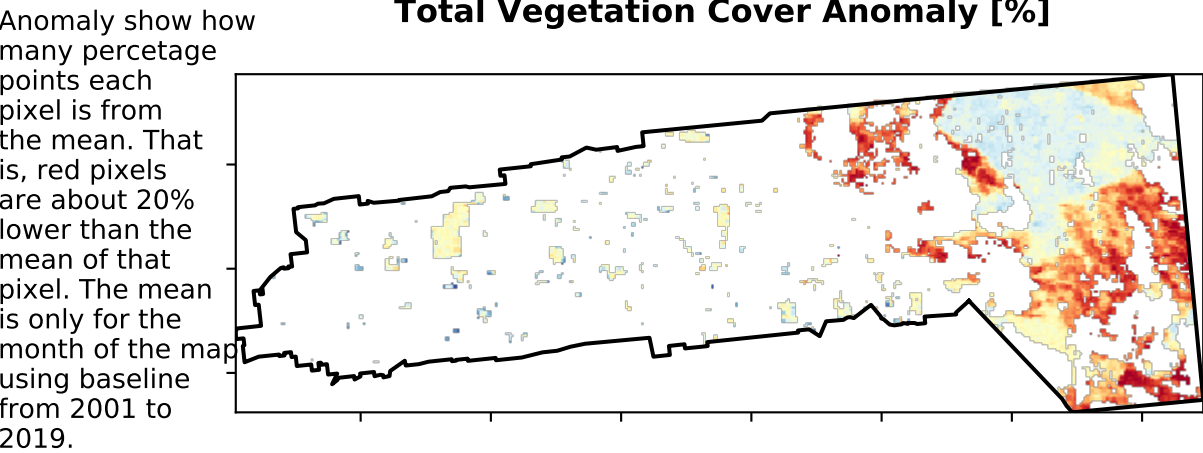 Total Vegetation Cover Anomaly [%]
Anomaly show how
many percetage
points each
pixel is from
the mean. That
is, red pixels
are about 20%
lower than the
mean of that
pixel. The mean
is only for the
month of the map
using baseline
from 2001 to
2019.